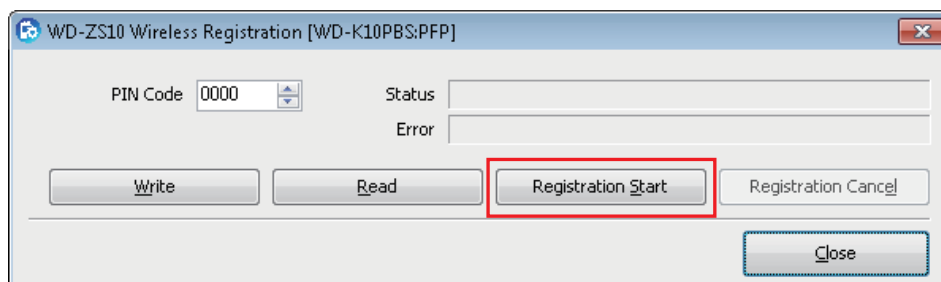 WD-ZS10 Wireless Registration [WD-K10PBS:PFP]
PIN Code 0000 Status
Error
Write Read Registration Start Registration Cancel
Close